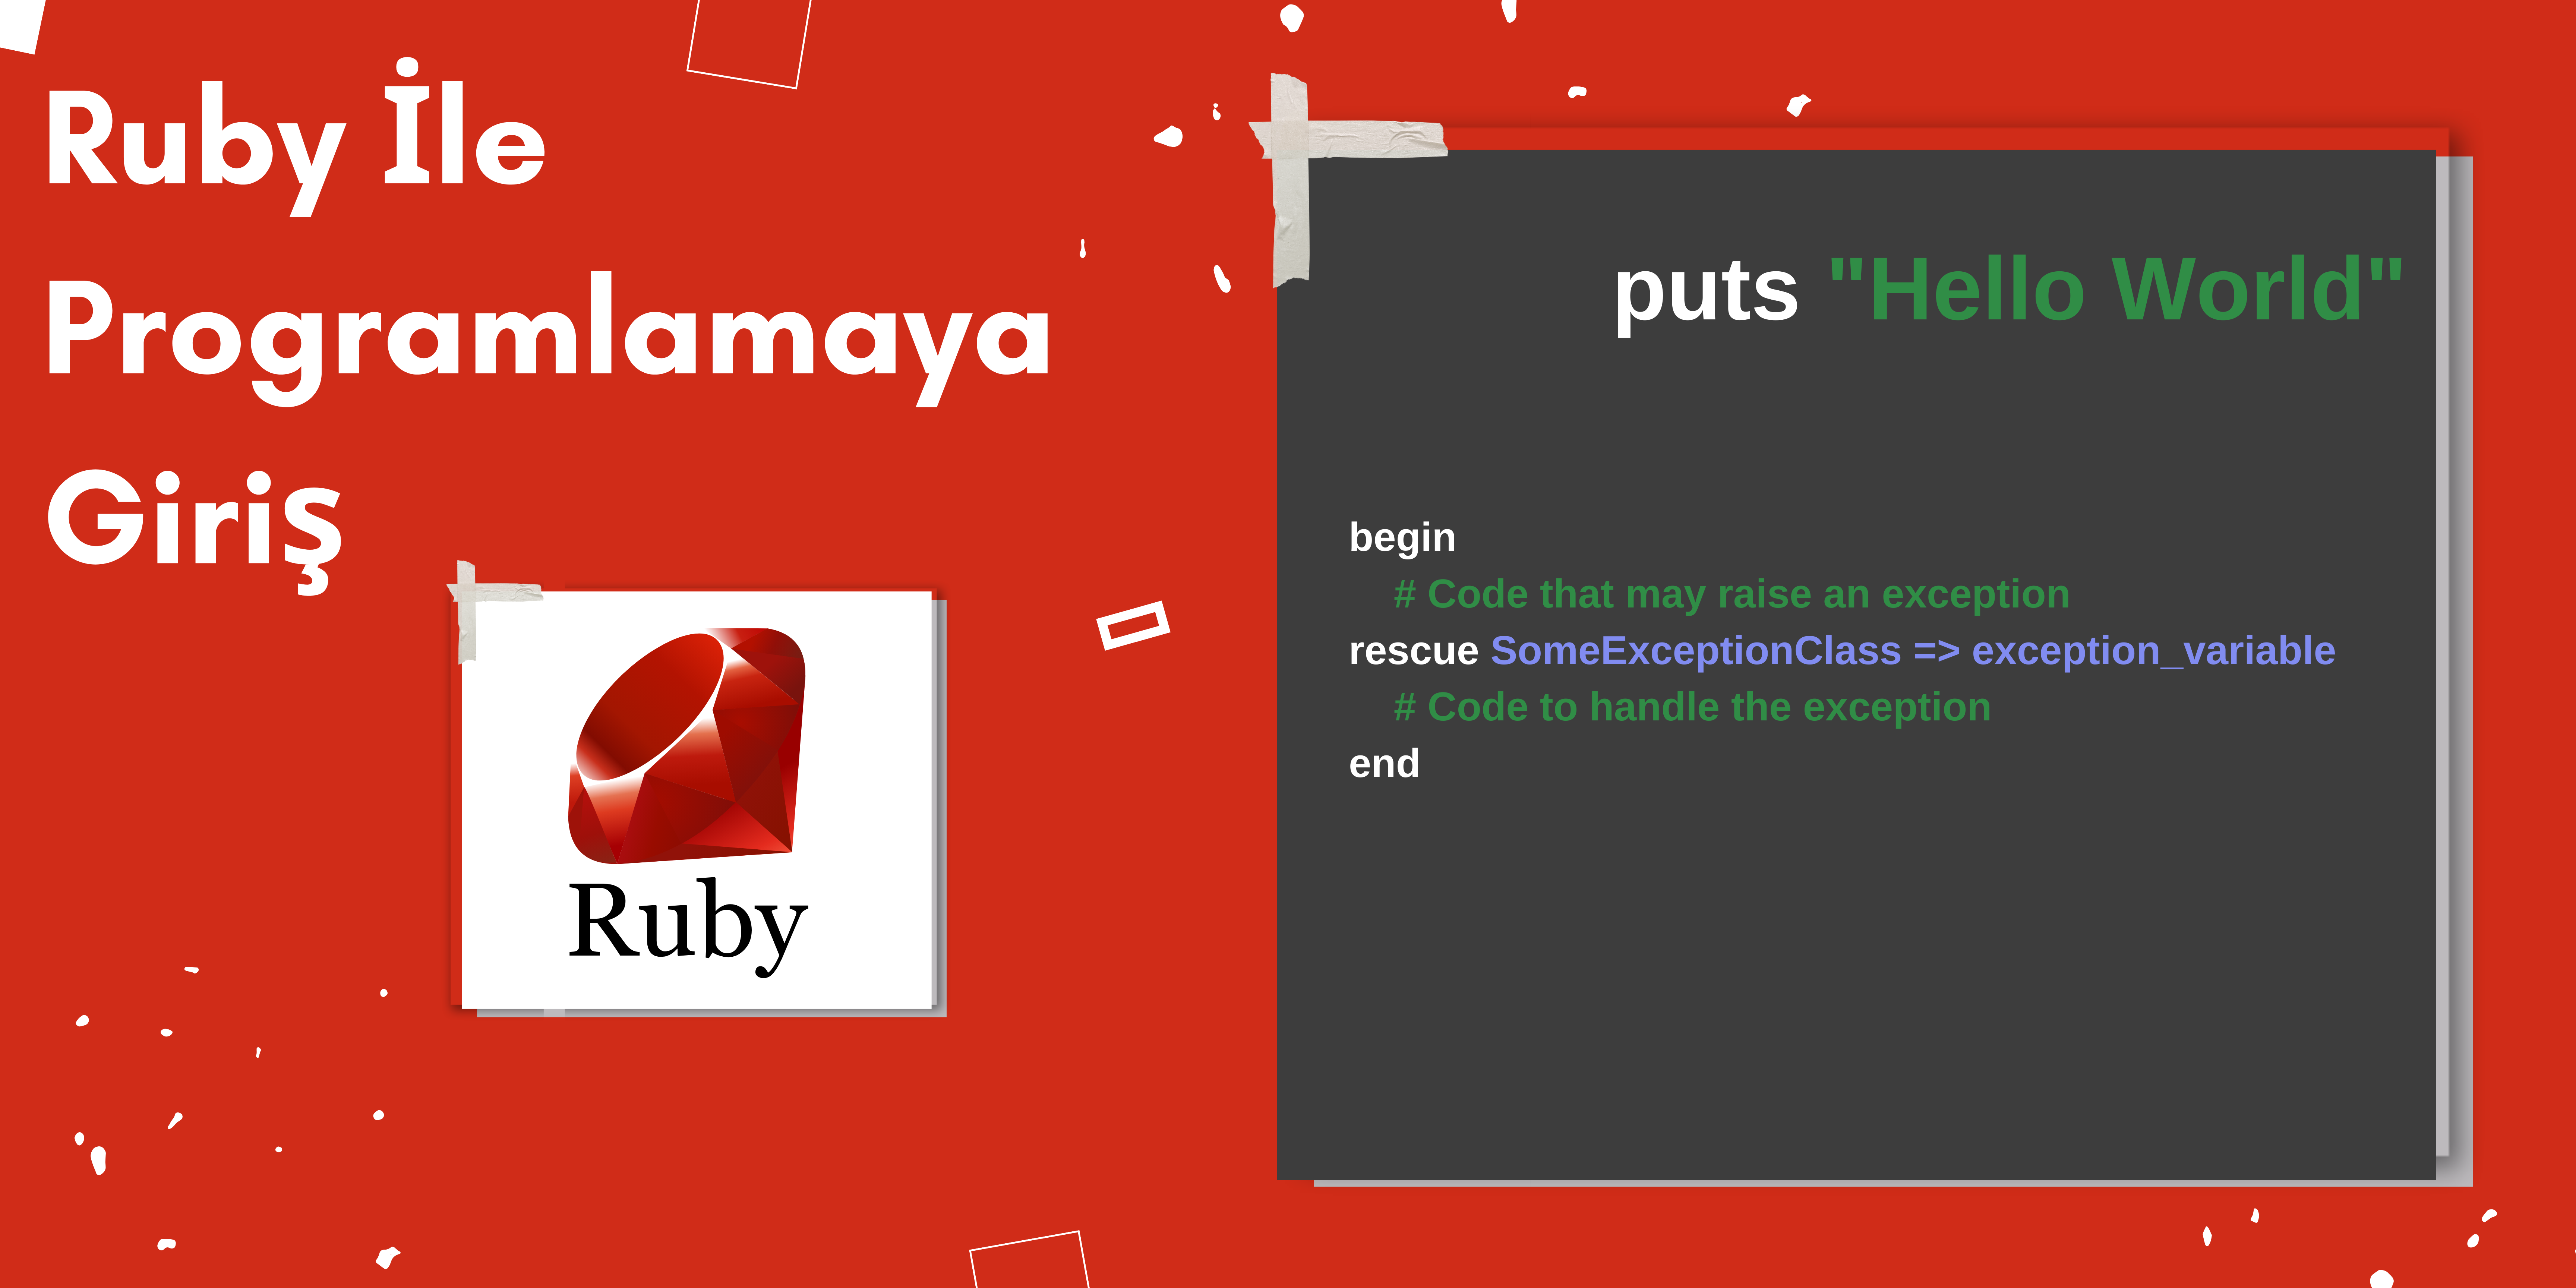 Ruby İle
Programlamaya
Giriş
Ruby
puts "Hello World"
begin
# Code that may raise an exception
rescue SomeExceptionClass => exception_variable
# Code to handle the exception
end